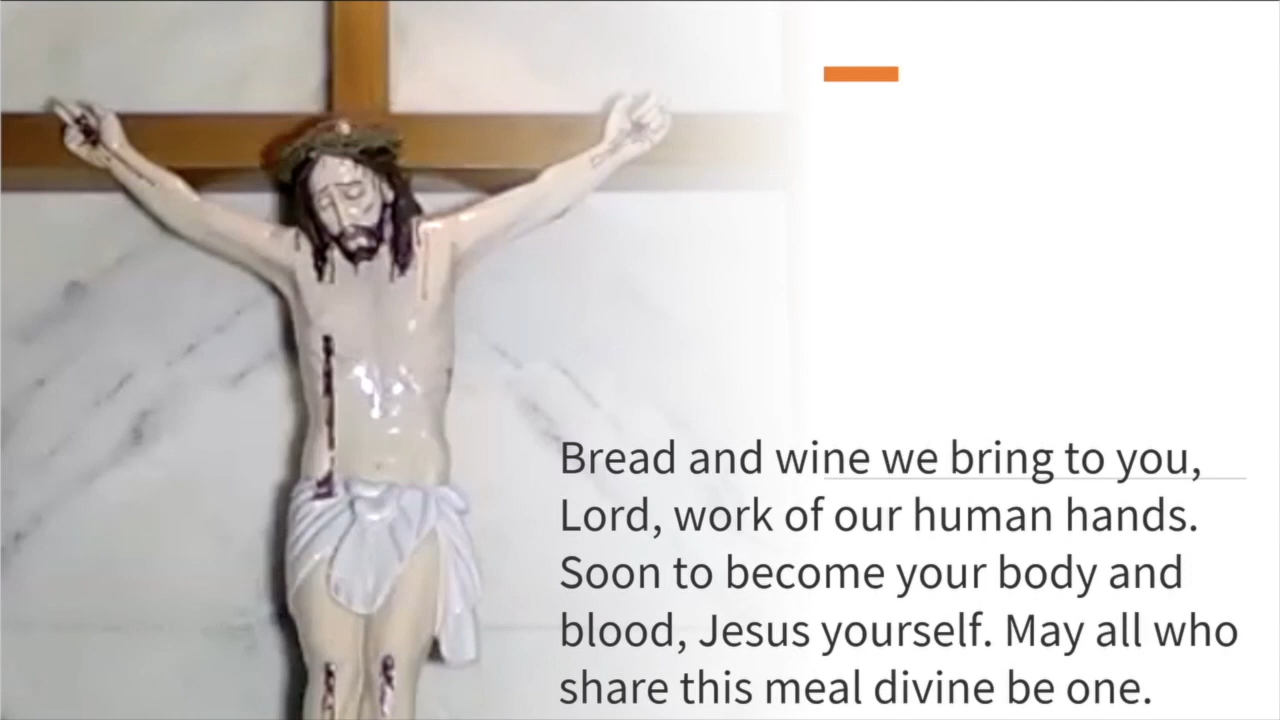 Bread and wine we bring to you,
Lord, work of our human hands.
Soon to become your body and
blood, Jesus yourself. May all who
share this meal divine be one.